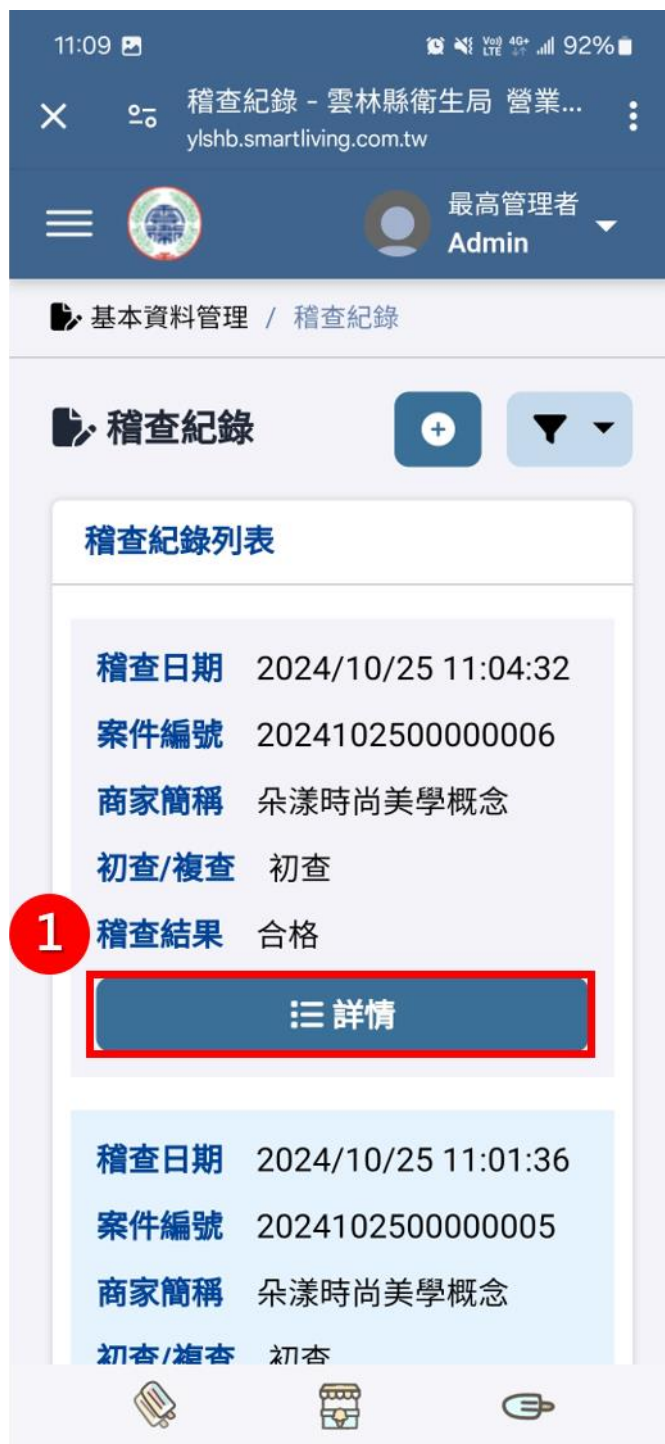 11:09 Vo)) LTE 4G+ 92%
稽查紀錄 - 雲林縣衛生局 營業...
ylshb.smartliving.com.tw
最高管理者
Admin
基本資料管理 / 稽查紀錄
稽查紀錄
稽查紀錄列表
稽查日期 2024/10/25 11:04:32
案件編號 2024102500000006
商家簡稱 朵漾時尚美學概念
初查/複查 初查
1 稽查結果 合格
詳情
稽查日期 2024/10/25 11:01:36
案件編號 2024102500000005
商家簡稱 朵漾時尚美學概念
初查/複查 初查